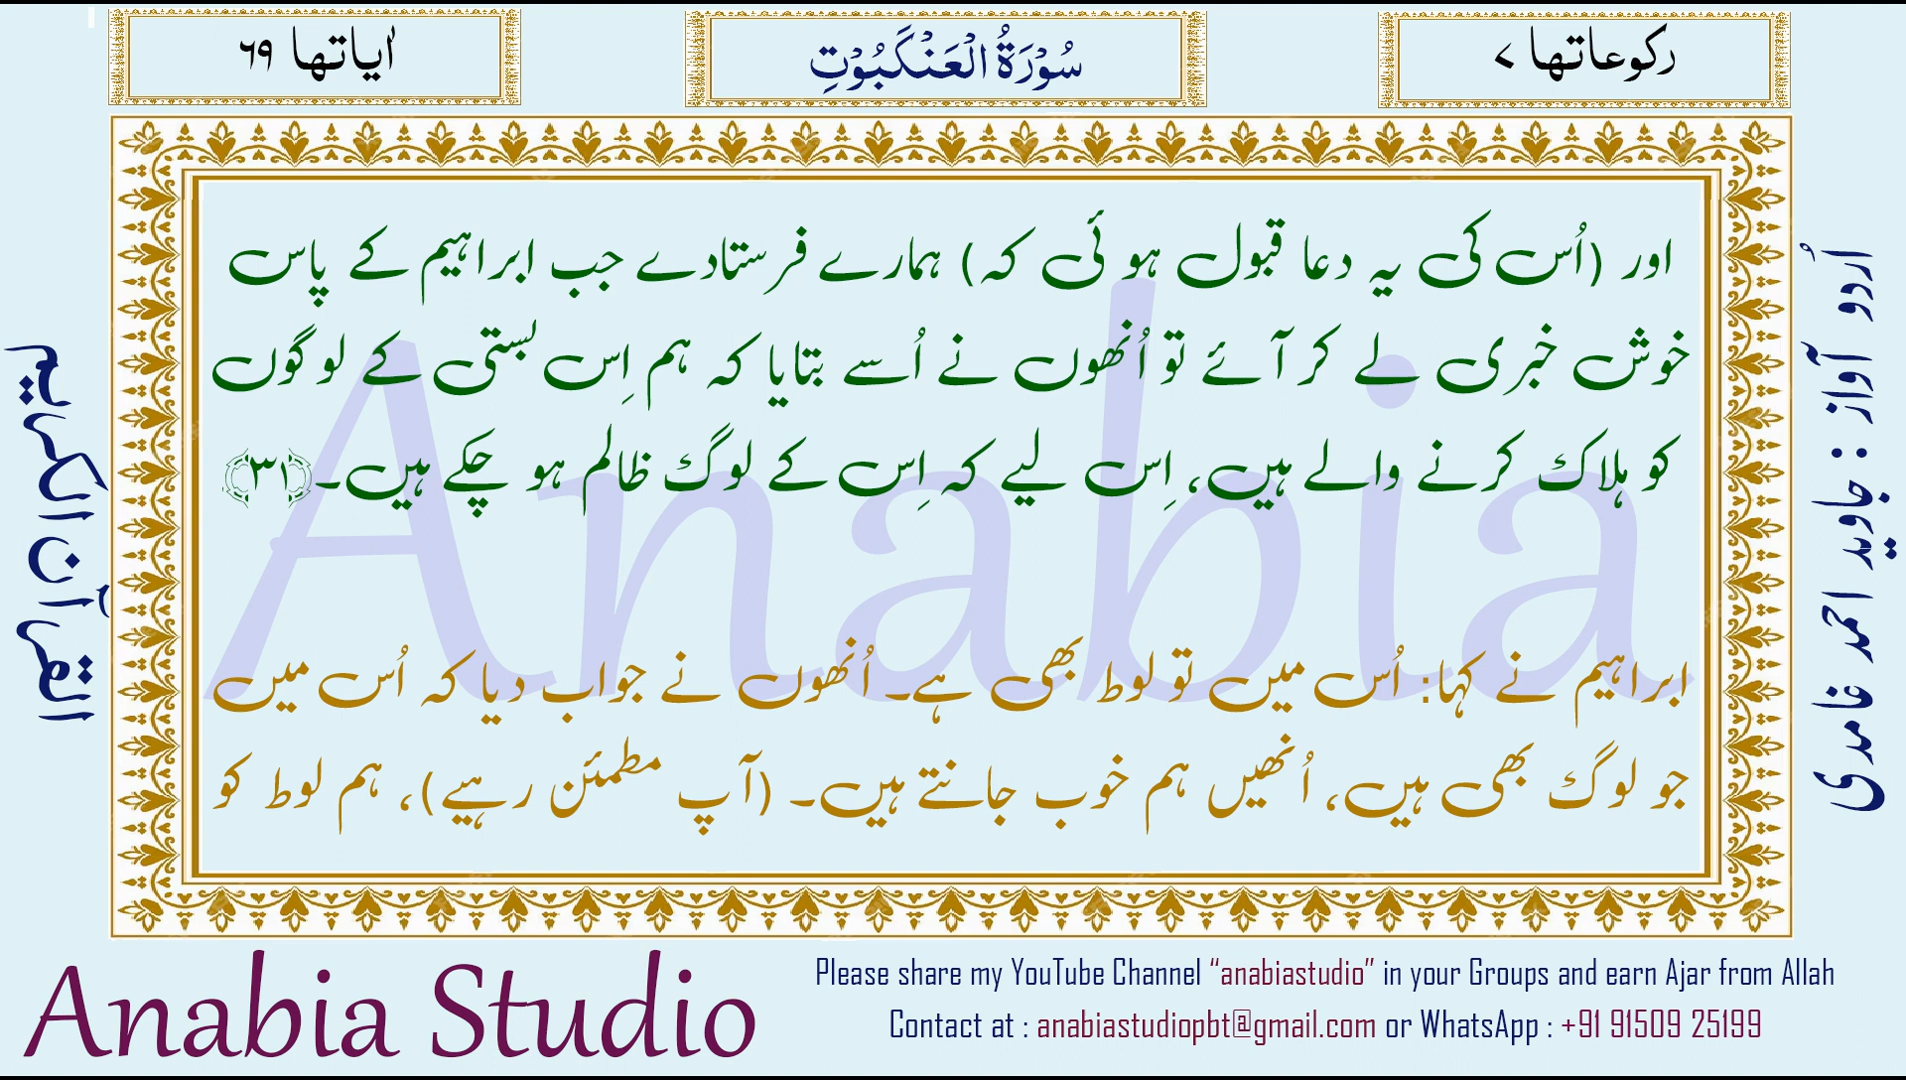 رکوعاتها ۷
سُوْرَةُ الْعَنْكَبُوْتِ
اٰیاتها ٦٩
اور (اُس کی یہ دعا قبول ہوئی کہ) ہمارے فرستادے جب ابراہیم کے پاس
خوش خبری لے کر آئے تو اُنھوں نے اُسے بتایا کہ ہم اِس بستی کے لوگوں
کو ہلاک کرنے والے ہیں، اِس لیے کہ اِس کے لوگ ظالم ہو چکے ہیں۔﴿۳۱﴾
ابراہیم نے کہا: اُس میں تو لوط بھی ہے۔ اُنھوں نے جواب دیا کہ اُس میں
جو لوگ بھی ہیں، اُنھیں ہم خوب جانتے ہیں۔ (آپ مطمئن رہیے)، ہم لوط کو
اُردو آواز : جاوید احمد غامدی
القرآن الکریم
Anabia
Anabia Studio
Please share my YouTube Channel “anabiastudio” in your Groups and earn Ajar from Allah
Contact at : anabiastudiopbt@gmail.com or WhatsApp : +91 91509 25199